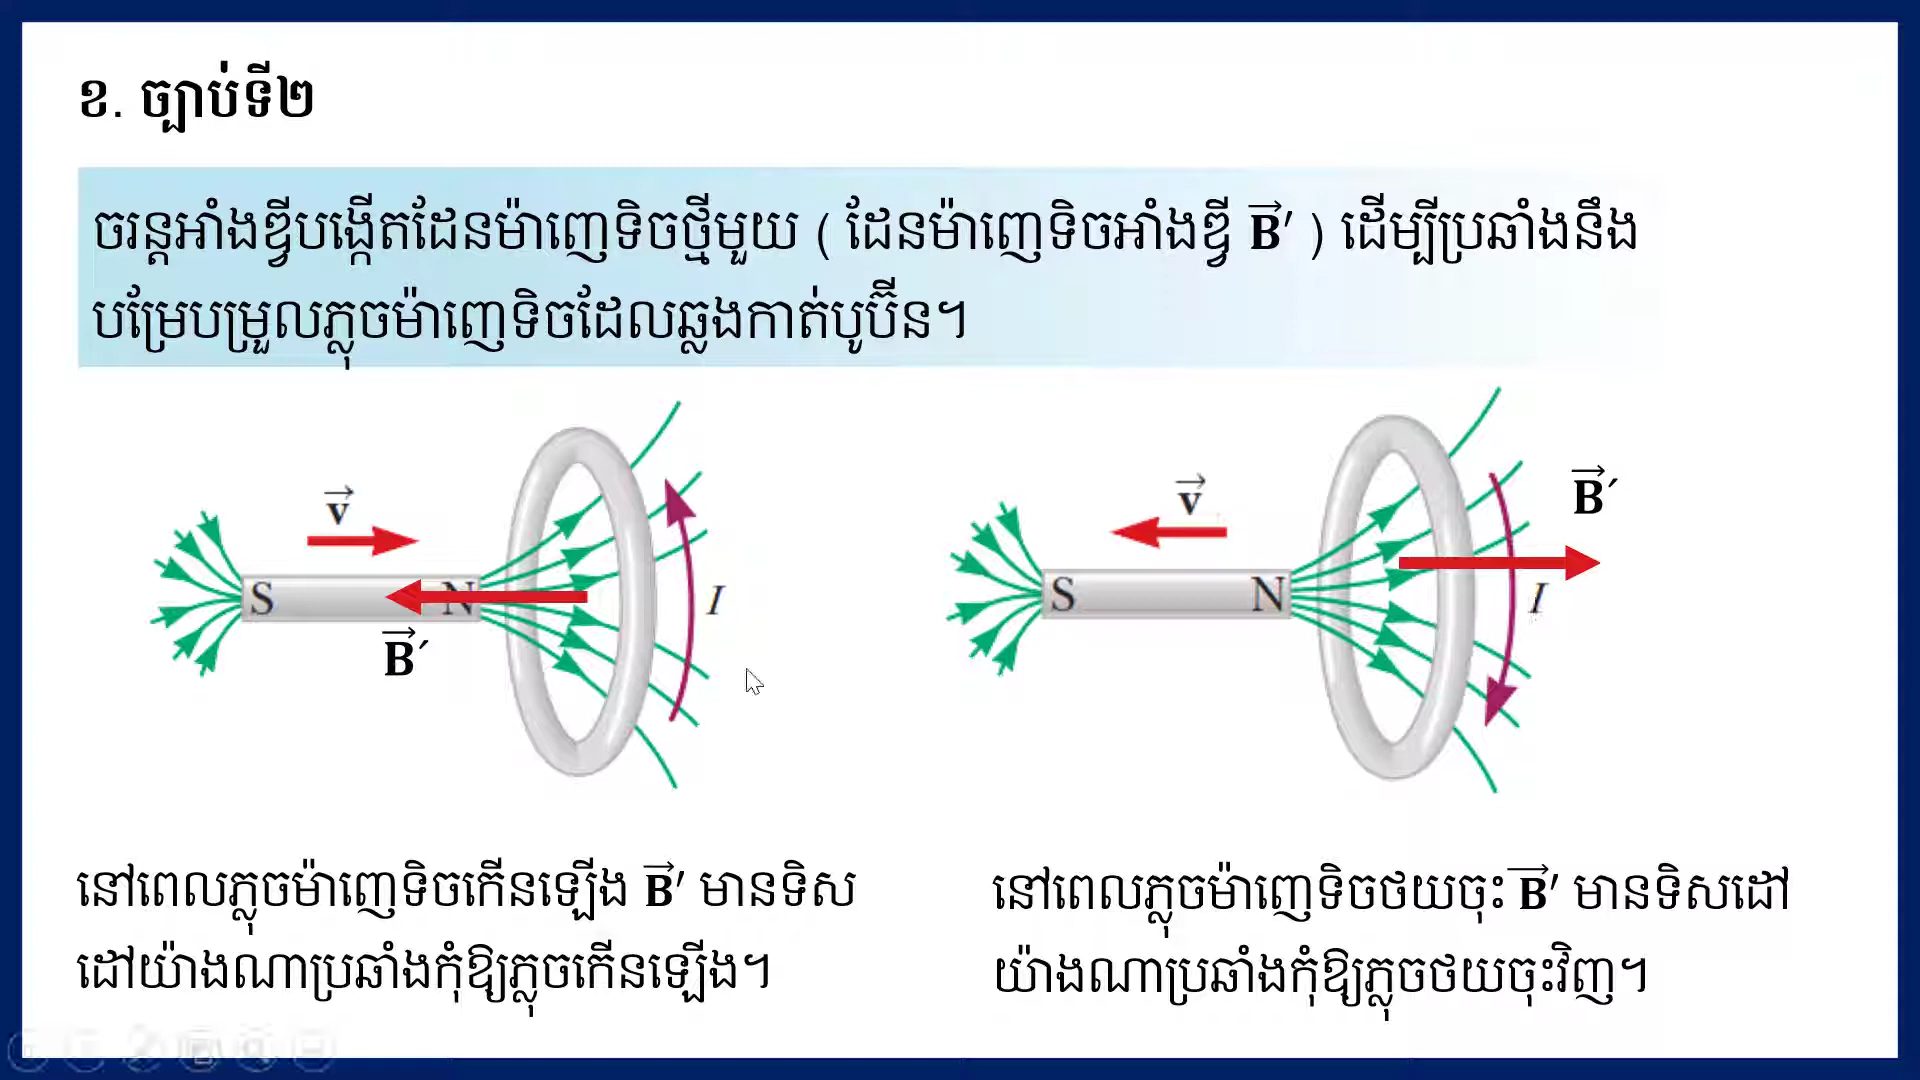 ខ. ច្បាប់ទី២
ចរន្តអាំងឌ្វីបង្កើតដែនម៉ាញេទិចថ្មីមួយ ( ដែនម៉ាញេទិចអាំងឌ្វី B⃗′ ) ដើម្បីប្រឆាំងនឹង
បម្រែបម្រួលភ្លុចម៉ាញេទិចដែលឆ្លងកាត់បូប៊ីន។
v⃗
S
N
B⃗′
I
v⃗
S
N
B⃗′
I
នៅពេលភ្លុចម៉ាញេទិចកើនឡើង B⃗′ មានទិស
ដៅយ៉ាងណាប្រឆាំងកុំឱ្យភ្លុចកើនឡើង។
នៅពេលភ្លុចម៉ាញេទិចថយចុះ B⃗′ មានទិសដៅ
យ៉ាងណាប្រឆាំងកុំឱ្យភ្លុចថយចុះវិញ។